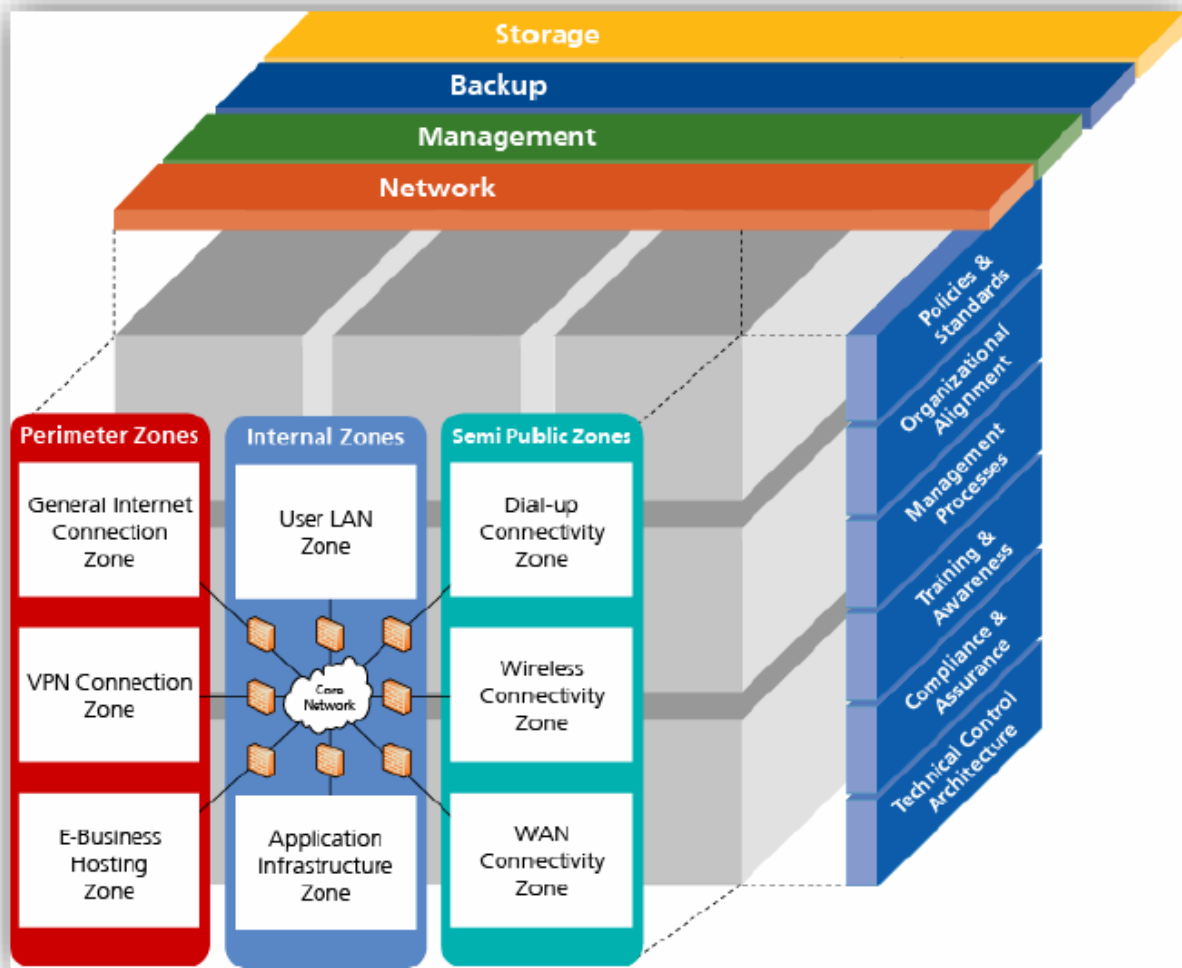 Storage
Backup
Management
Network
Policies &
Standards
Organizational
Alignment
Management
Processes
Training &
Awareness
Compliance &
Assurance
Technical Control
Architecture
Perimeter Zones
General Internet
Connection
Zone
VPN Connection
Zone
E-Business
Hosting
Zone
Internal Zones
User LAN
Zone
Core
Network
Application
Infrastructure
Zone
Semi Public Zones
Dial-up
Connectivity
Zone
Wireless
Connectivity
Zone
WAN
Connectivity
Zone